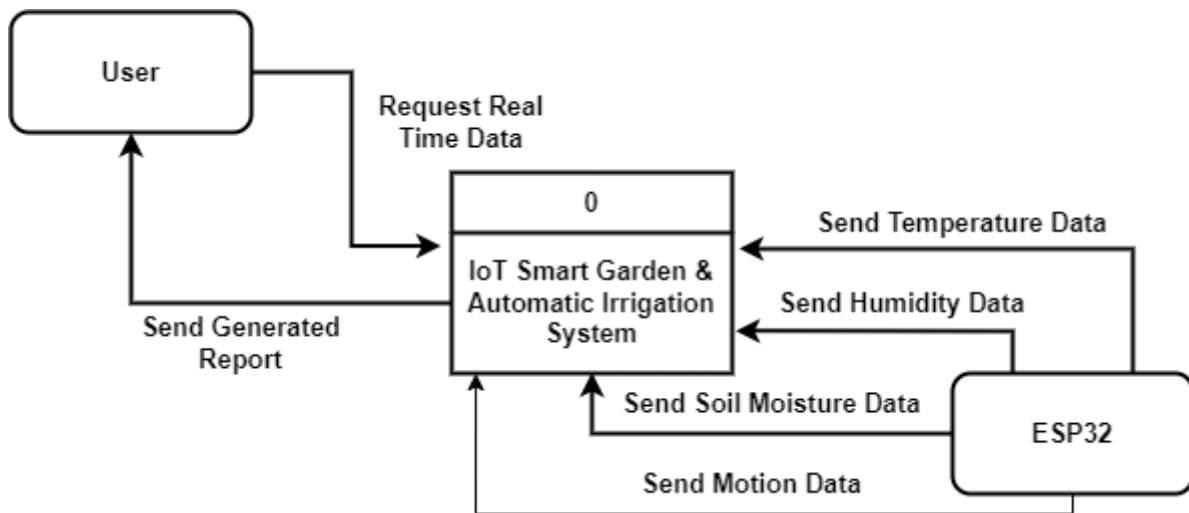 User
Request Real
Time Data
0
Send Temperature Data
IoT Smart Garden &
Automatic Irrigation
System
Send Humidity Data
Send Generated
Report
Send Soil Moisture Data
ESP32
Send Motion Data